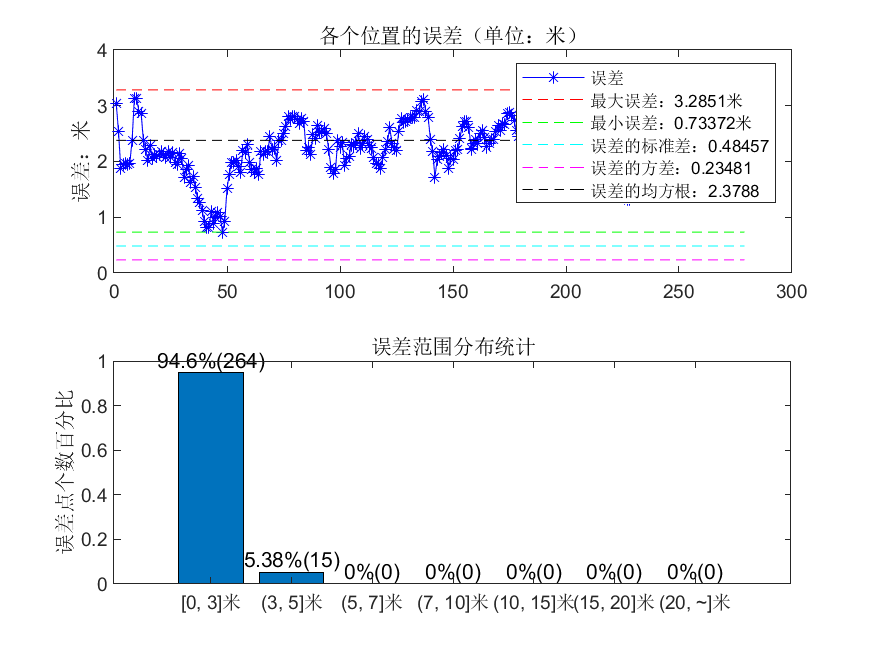 各个位置的误差（单位：米）
4
3
2
1
0
误差：米
误差
最大误差：3.2851米
最小误差：0.73372米
误差的标准差：0.48457
误差的方差：0.23481
误差的均方根：2.3788
0 50 100 150 200 250 300
误差范围分布统计
1
0.8
0.6
0.4
0.2
0
误差点个数百分比
94.6%(264)
5.38%(15)
0%(0) 0%(0) 0%(0) 0%(0) 0%(0)
[0, 3]米 (3, 5]米 (5, 7]米 (7, 10]米 (10, 15]米 (15, 20]米 (20, ~]米